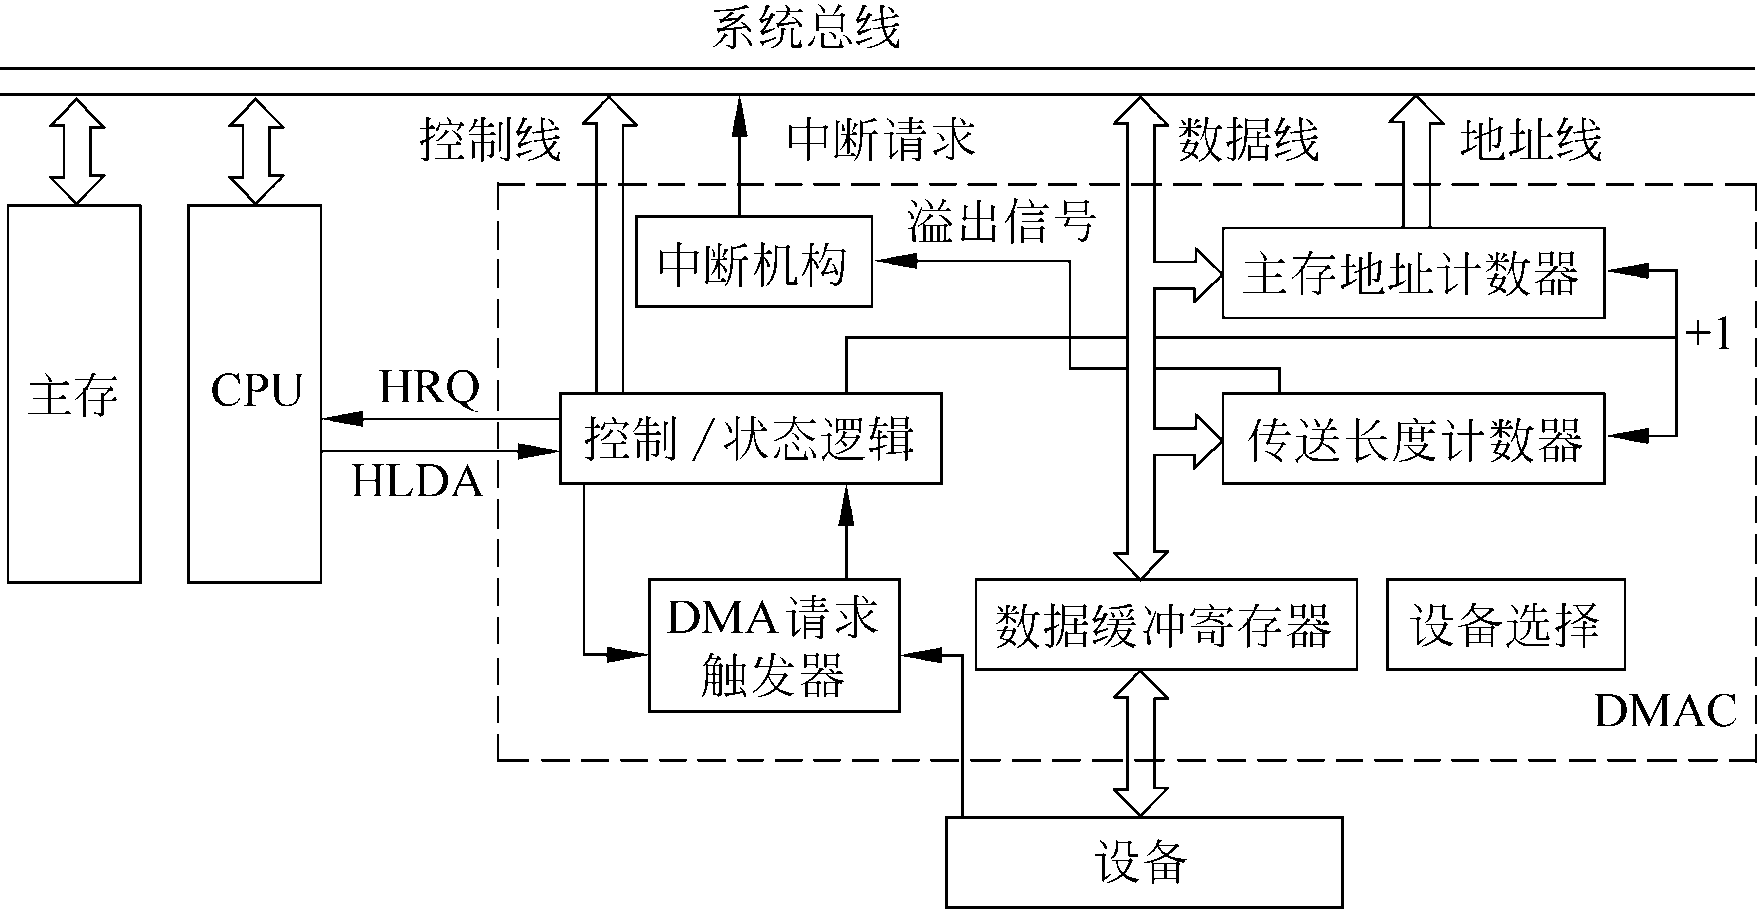 系统总线
控制线
中断请求
数据线
地址线
溢出信号
中断机构
主存地址计数器
+1
主存
CPU
HRQ
HLDA
控制/状态逻辑
传送长度计数器
DMA请求
触发器
数据缓冲寄存器
设备选择
DMAC
设备